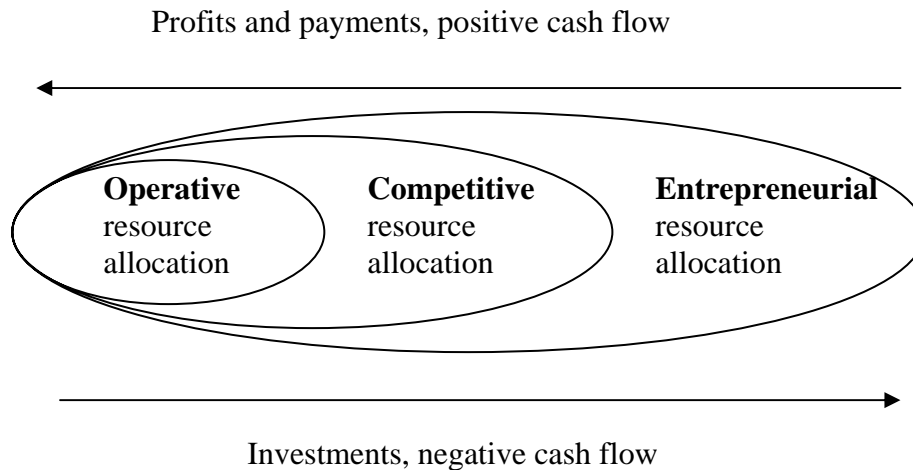 Profits and payments, positive cash flow
Operative
resource
allocation
Competitive
resource
allocation
Entrepreneurial
resource
allocation
Investments, negative cash flow